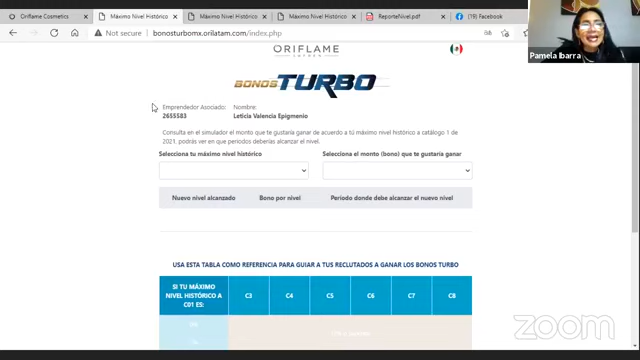 Oriflame Cosmetics
Máximo Nivel Histórico
Máximo Nivel Histórico
Máximo Nivel Histórico
ReporteNivel.pdf
(19) Facebook
Not secure
bonosturbomx.orilatam.com/index.php
Pamela Ibarra
ORIFLAME
SWEDEN
BONOS TURBO
Emprendedor Asociado:
Nombre:
2655583
Leticia Valencia Epigmenio
Consulta en el simulador el monto que te gustaría ganar de acuerdo a tú máximo nivel histórico a catálogo 1 de
2021, podrás ver en que periodos deberías alcanzar el nivel.
Selecciona tu máximo nivel histórico
Selecciona el monto (bono) que te gustaría ganar
Nuevo nivel alcanzado
Bono por nivel
Período donde debe alcanzar el nuevo nivel
USA ESTA TABLA COMO REFERENCIA PARA GUIAR A TUS RECLUTADOS A GANAR LOS BONOS TURBO
SI TU MÁXIMO
NIVEL HISTÓRICO A
C01 ES:
C3
C4
C5
C6
C7
C8
zoom